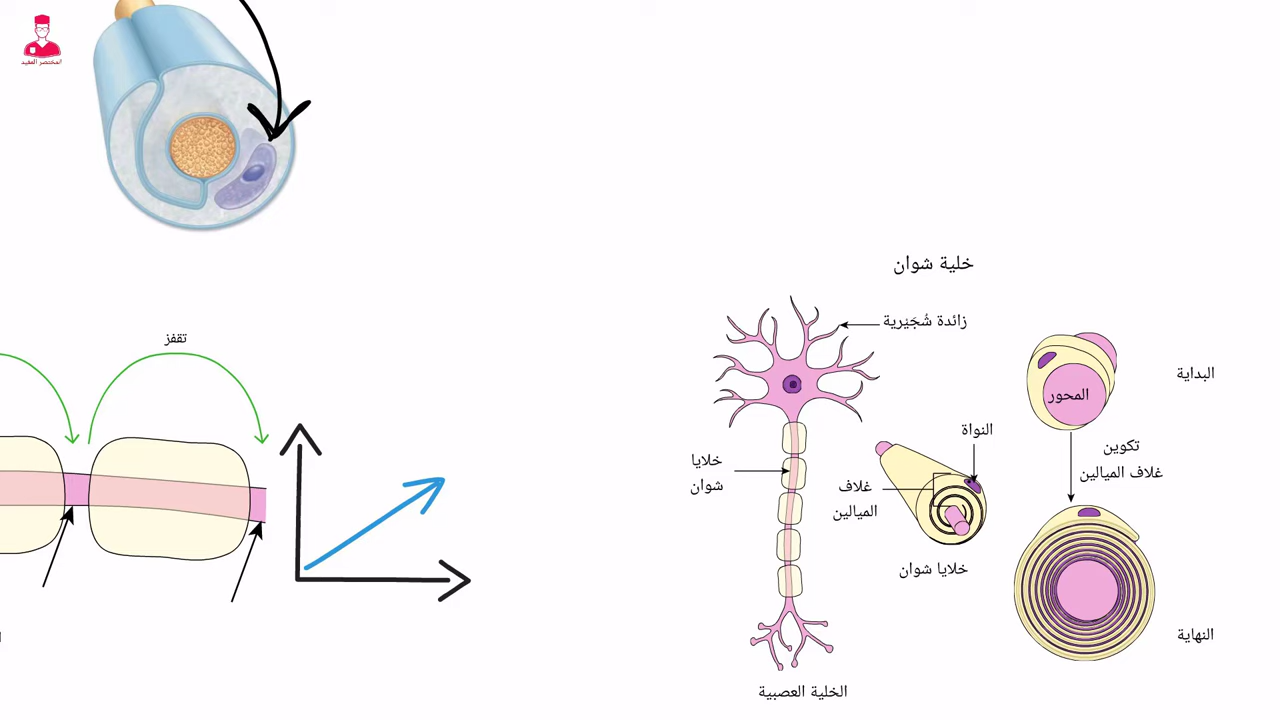 المختصر المفيد
خلية شوان
زائدة شُجَيْرية
البداية
تقفز
المحور
النواة
تكوين
غلاف الميالين
خلايا
شوان
غلاف
الميالين
خلايا شوان
النهاية
الخلية العصبية